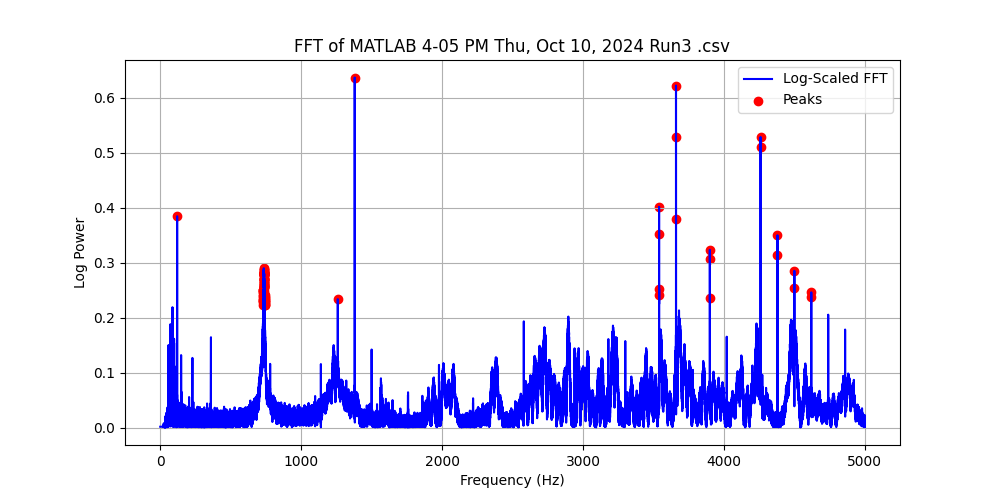 FFT of MATLAB 4-05 PM Thu, Oct 10, 2024 Run3 .csv
Log-Scaled FFT
Peaks
Log Power
0.6
0.5
0.4
0.3
0.2
0.1
0.0
0 1000 2000 3000 4000 5000
Frequency (Hz)